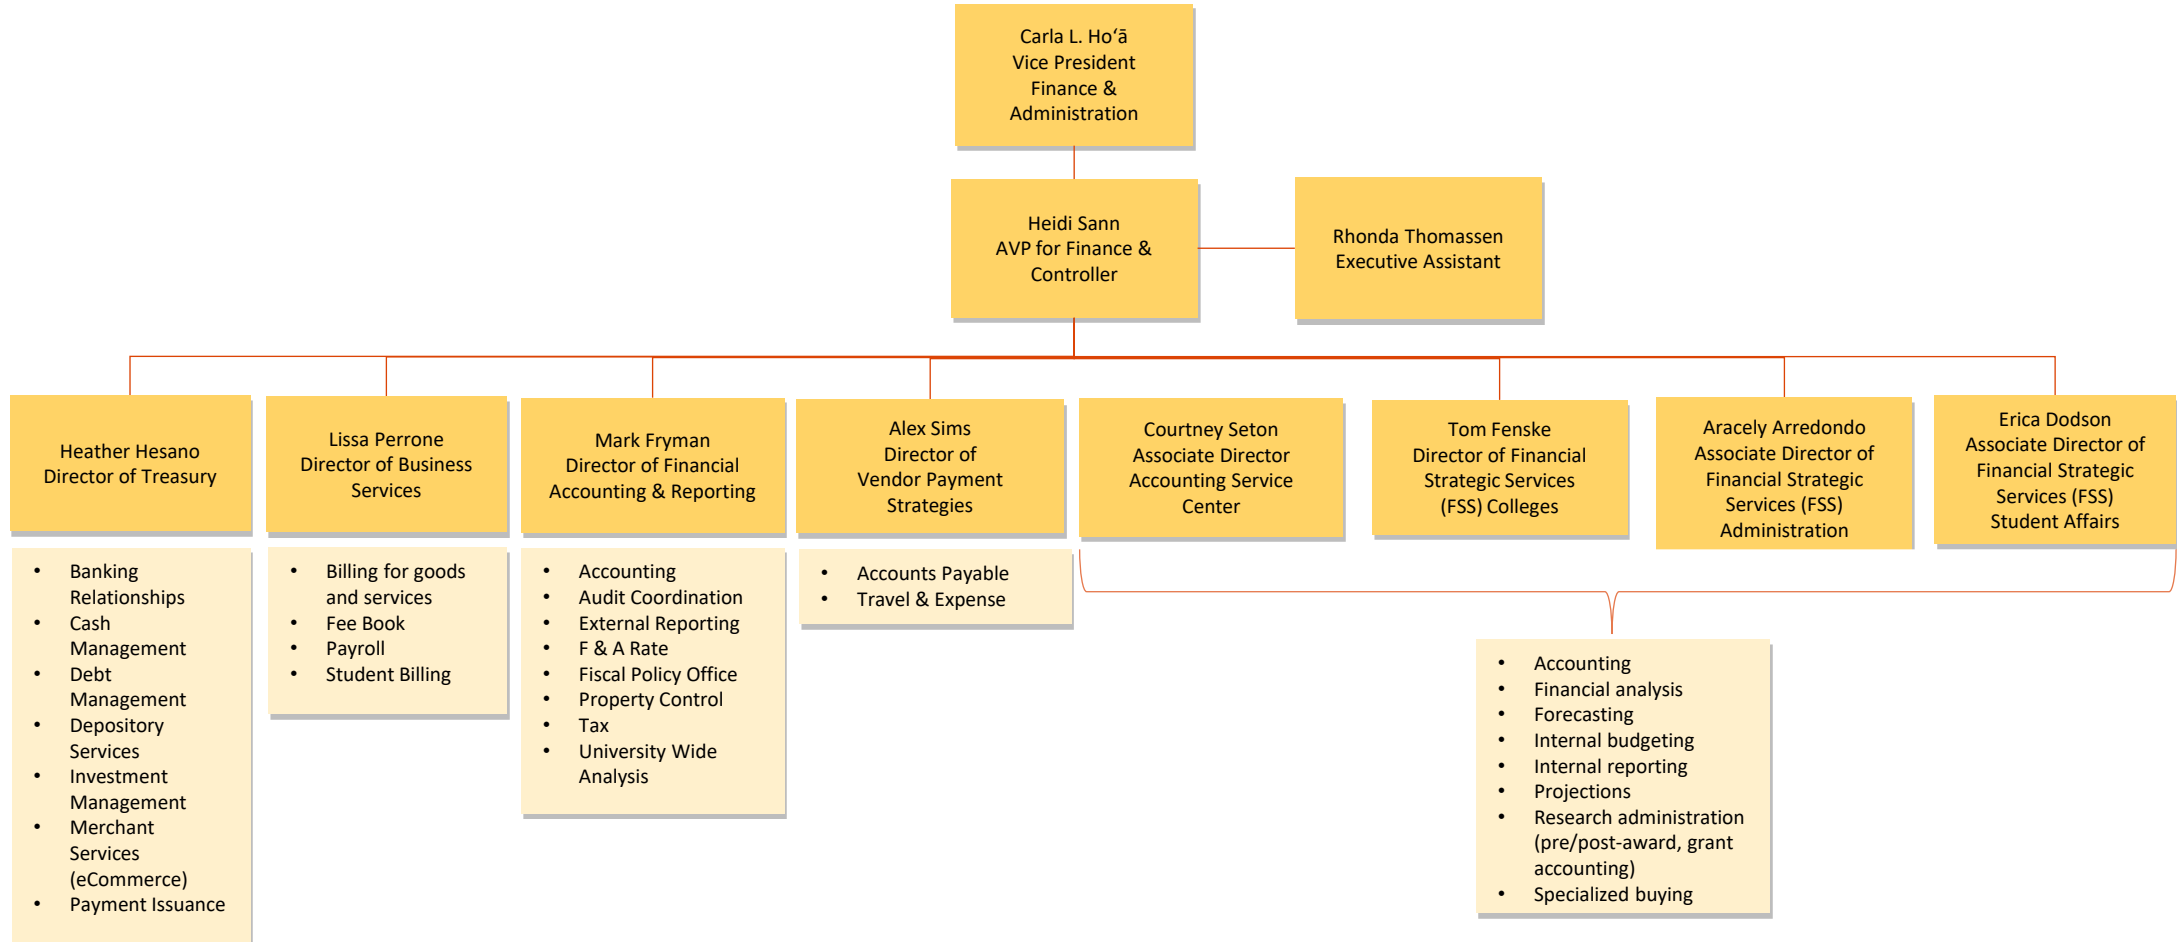 Carla L. Hoʻā
Vice President
Finance &
Administration
Heidi Sann
AVP for Finance &
Controller
Rhonda Thomassen
Executive Assistant
Heather Hesano
Director of Treasury
Lissa Perrone
Director of Business
Services
Mark Fryman
Director of Financial
Accounting & Reporting
Alex Sims
Director of
Vendor Payment
Strategies
Courtney Seton
Associate Director
Accounting Service
Center
Tom Fenske
Director of Financial
Strategic Services
(FSS) Colleges
Aracely Arredondo
Associate Director of
Financial Strategic
Services (FSS)
Administration
Erica Dodson
Associate Director of
Financial Strategic
Services (FSS)
Student Affairs
• Banking
Relationships
• Cash
Management
• Debt
Management
• Depository
Services
• Investment
Management
• Merchant
Services
(eCommerce)
• Payment Issuance
• Billing for goods
and services
• Fee Book
• Payroll
• Student Billing
• Accounting
• Audit Coordination
• External Reporting
• F & A Rate
• Fiscal Policy Office
• Property Control
• Tax
• University Wide
Analysis
• Accounts Payable
• Travel & Expense
• Accounting
• Financial analysis
• Forecasting
• Internal budgeting
• Internal reporting
• Projections
• Research administration
(pre/post-award, grant
accounting)
• Specialized buying